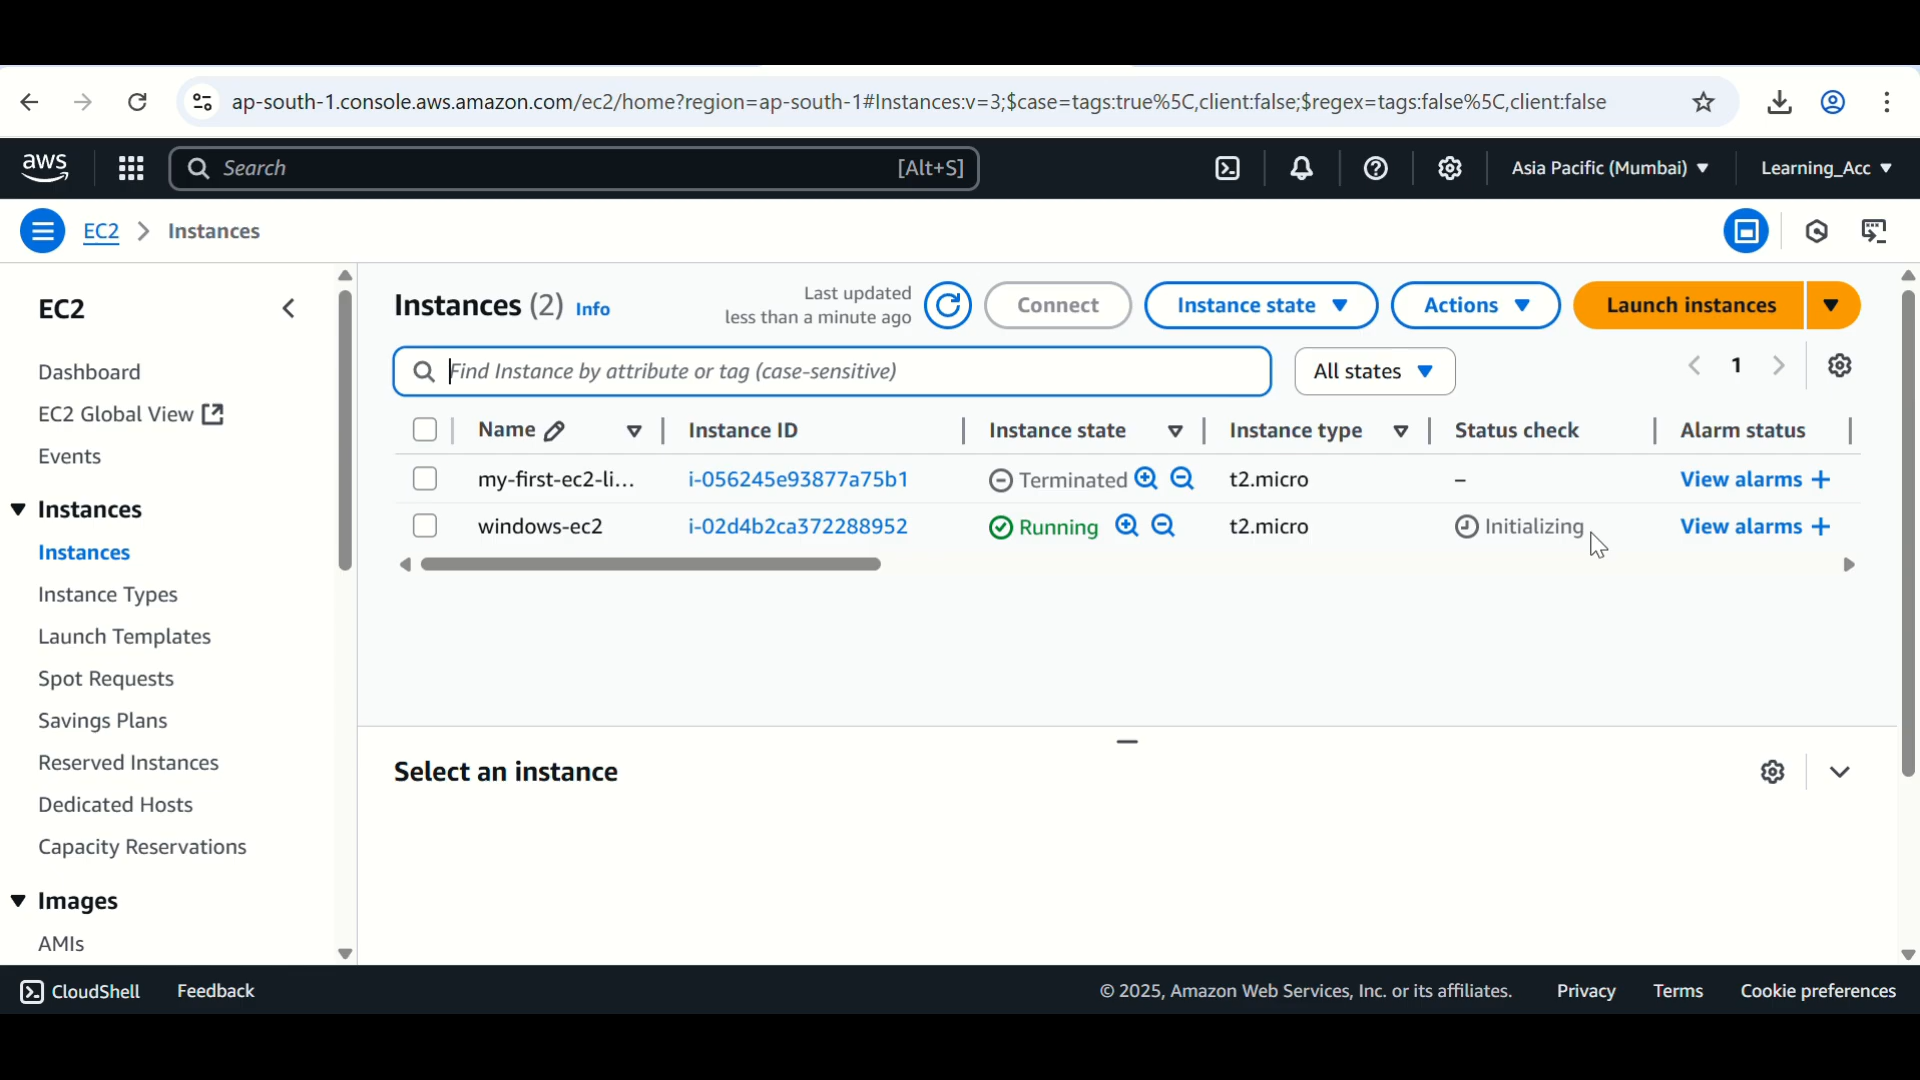 ap-south-1.console.aws.amazon.com/ec2/home?region=ap-south-1#Instances:v=3;$case=tags:true%5C,client:false;$regex=tags:false%5C,client:false
aws
Search [Alt+S]
Asia Pacific (Mumbai)
Learning_Acc
EC2 Instances
EC2
Dashboard
EC2 Global View
Events
Instances
Instances
Instance Types
Launch Templates
Spot Requests
Savings Plans
Reserved Instances
Dedicated Hosts
Capacity Reservations
Images
AMIs
Instances (2) Info
Last updated
less than a minute ago
Connect
Instance state
Actions
Launch instances
Find Instance by attribute or tag (case-sensitive)
All states
1
Name Instance ID Instance state Instance type Status check Alarm status
my-first-ec2-li... i-056245e93877a75b1 Terminated t2.micro – View alarms +
windows-ec2 i-02d4b2ca372288952 Running t2.micro Initializing View alarms +
Select an instance
CloudShell Feedback © 2025, Amazon Web Services, Inc. or its affiliates. Privacy Terms Cookie preferences